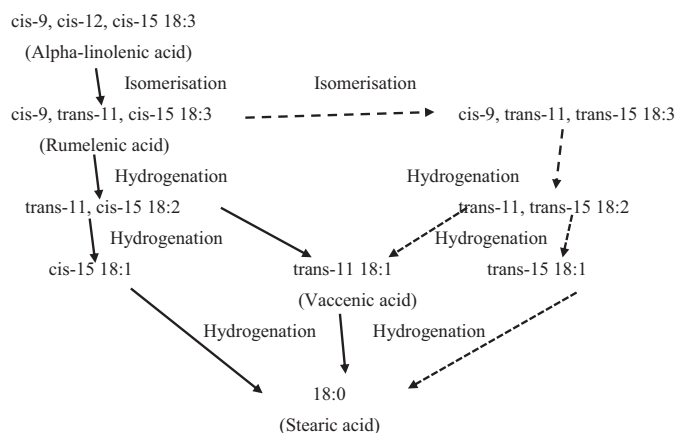 cis-9, cis-12, cis-15 18:3
(Alpha-linolenic acid)
Isomerisation Isomerisation
cis-9, trans-11, cis-15 18:3 cis-9, trans-11, trans-15 18:3
(Rumelenic acid)
Hydrogenation Hydrogenation
trans-11, cis-15 18:2 trans-11, trans-15 18:2
Hydrogenation Hydrogenation
cis-15 18:1 trans-11 18:1 trans-15 18:1
(Vaccenic acid)
Hydrogenation Hydrogenation
18:0
(Stearic acid)